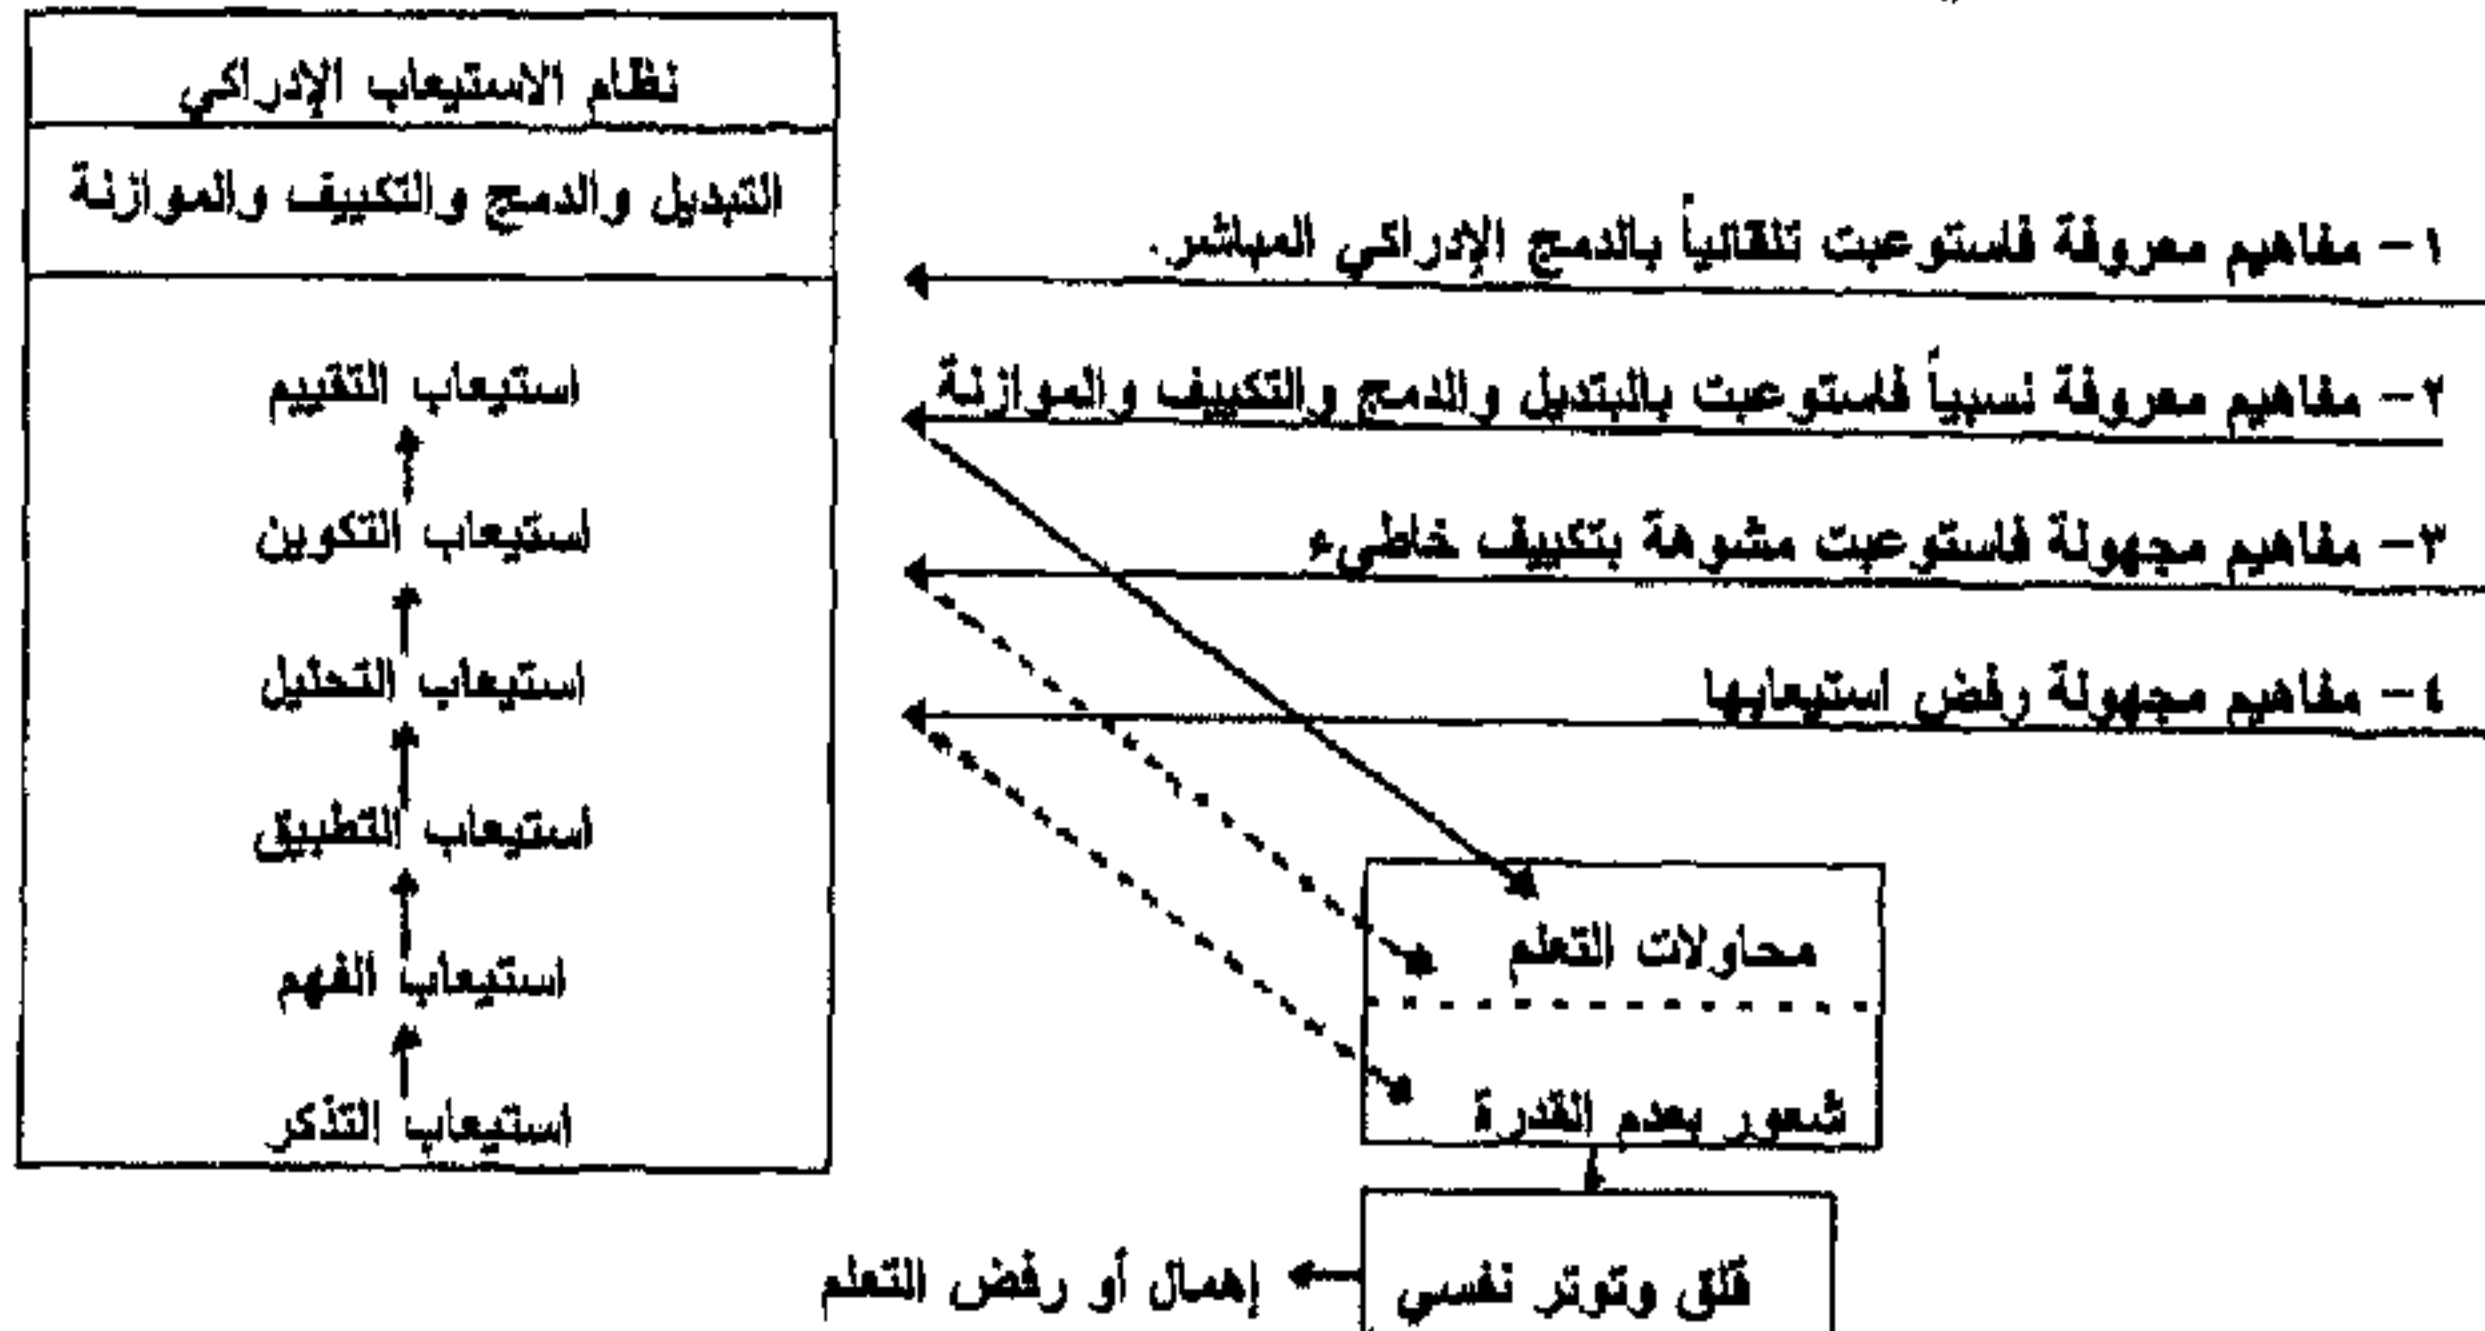 نظام الاستيعاب الإدراكي
التبديل والدمج والتكييف والموازنة
استيعاب التقييم
استيعاب التكوين
استيعاب التحليل
استيعاب التطبيق
استيعاب الفهم
استيعاب التذكر
١- مفاهيم معروفة فاستوعبت تلقائياً بالدمج الإدراكي المباشر.
٢- مفاهيم معروفة نسبياً فاستوعبت بالبتديل والدمج والتكييف والموازنة
٣- مفاهيم مجهولة فاستوعبت مشوهة بتكييف خاطىء
٤- مفاهيم مجهولة رفض استيعابها
محاولات التعلم
شعور بعدم القدرة
قلق وتوتر نفسي
إهمال أو رفض التعلم